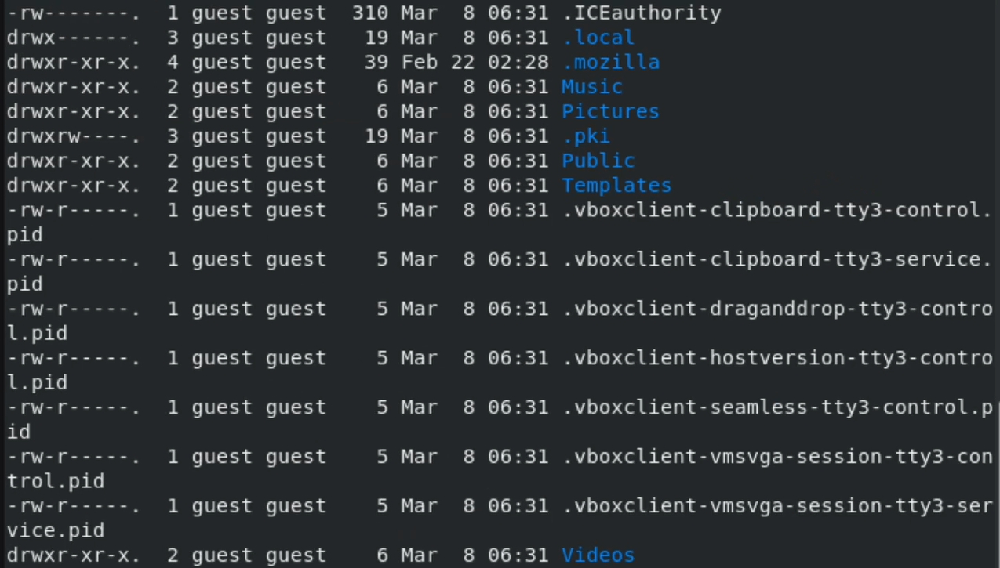 -rw-------.  1 guest guest  310 Mar  8 06:31 .ICEauthority
drwx------.  3 guest guest   19 Mar  8 06:31 .local
drwxr-xr-x.  4 guest guest   39 Feb 22 02:28 .mozilla
drwxr-xr-x.  2 guest guest    6 Mar  8 06:31 Music
drwxr-xr-x.  2 guest guest    6 Mar  8 06:31 Pictures
drwxrw----.  3 guest guest   19 Mar  8 06:31 .pki
drwxr-xr-x.  2 guest guest    6 Mar  8 06:31 Public
drwxr-xr-x.  2 guest guest    6 Mar  8 06:31 Templates
-rw-r-----.  1 guest guest    5 Mar  8 06:31 .vboxclient-clipboard-tty3-control.
pid
-rw-r-----.  1 guest guest    5 Mar  8 06:31 .vboxclient-clipboard-tty3-service.
pid
-rw-r-----.  1 guest guest    5 Mar  8 06:31 .vboxclient-draganddrop-tty3-contro
l.pid
-rw-r-----.  1 guest guest    5 Mar  8 06:31 .vboxclient-hostversion-tty3-contro
l.pid
-rw-r-----.  1 guest guest    5 Mar  8 06:31 .vboxclient-seamless-tty3-control.p
id
-rw-r-----.  1 guest guest    5 Mar  8 06:31 .vboxclient-vmsvga-session-tty3-con
trol.pid
-rw-r-----.  1 guest guest    5 Mar  8 06:31 .vboxclient-vmsvga-session-tty3-ser
vice.pid
drwxr-xr-x.  2 guest guest    6 Mar  8 06:31 Videos